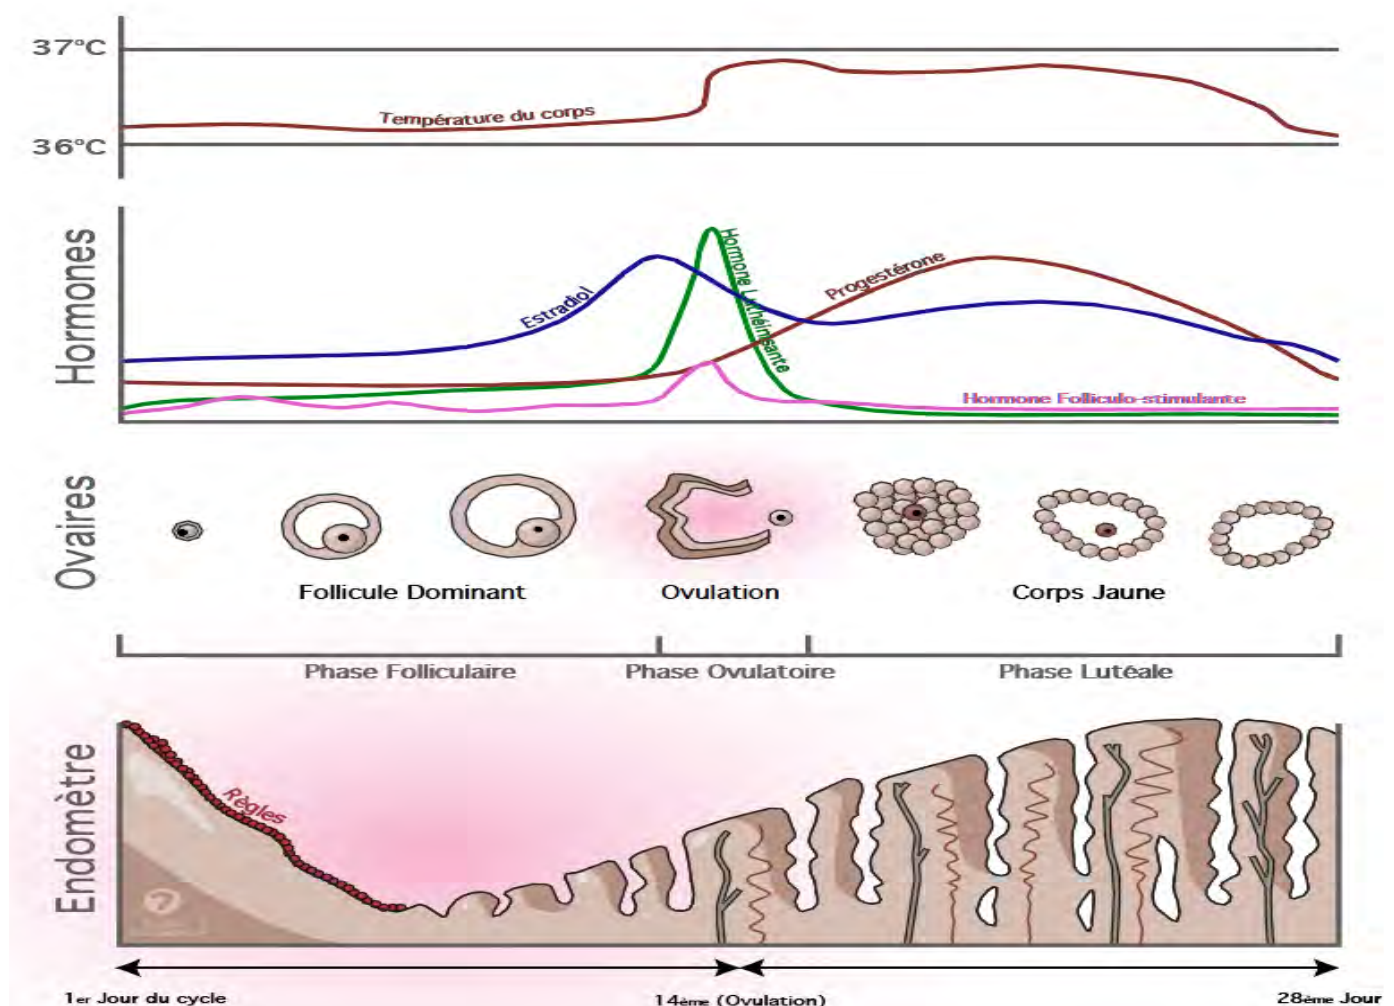 37°C
Température du corps
36°C
Hormones
Estradiol
Hormone Luthéinisante
Progestérone
Hormone Folliculo-stimulante
Ovaires
Follicule Dominant
Ovulation
Corps Jaune
Phase Folliculaire
Phase Ovulatoire
Phase Lutéale
Endomètre
Règles
1er Jour du cycle
14ème (Ovulation)
28ème Jour